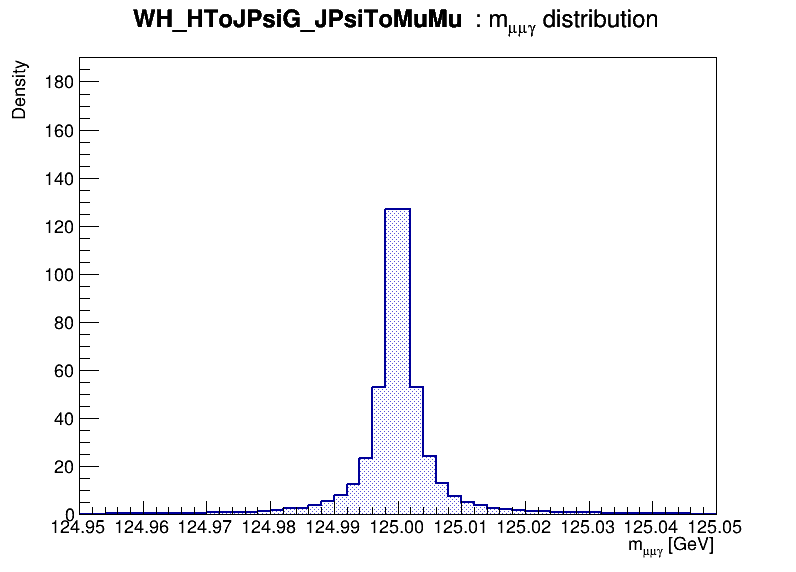 WH_HToJPsiG_JPsiToMuMu : mμμγ distribution
Density
180
160
140
120
100
80
60
40
20
0
124.95 124.96 124.97 124.98 124.99 125.00 125.01 125.02 125.03 125.04 125.05
mμμγ [GeV]